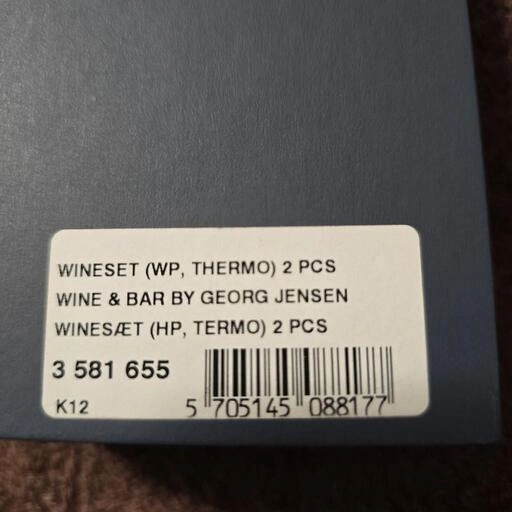 WINESET (WP, THERMO) 2 PCS
WINE & BAR BY GEORG JENSEN
WINESÆT (HP, TERMO) 2 PCS
3 581 655
K12
5 705145 088177